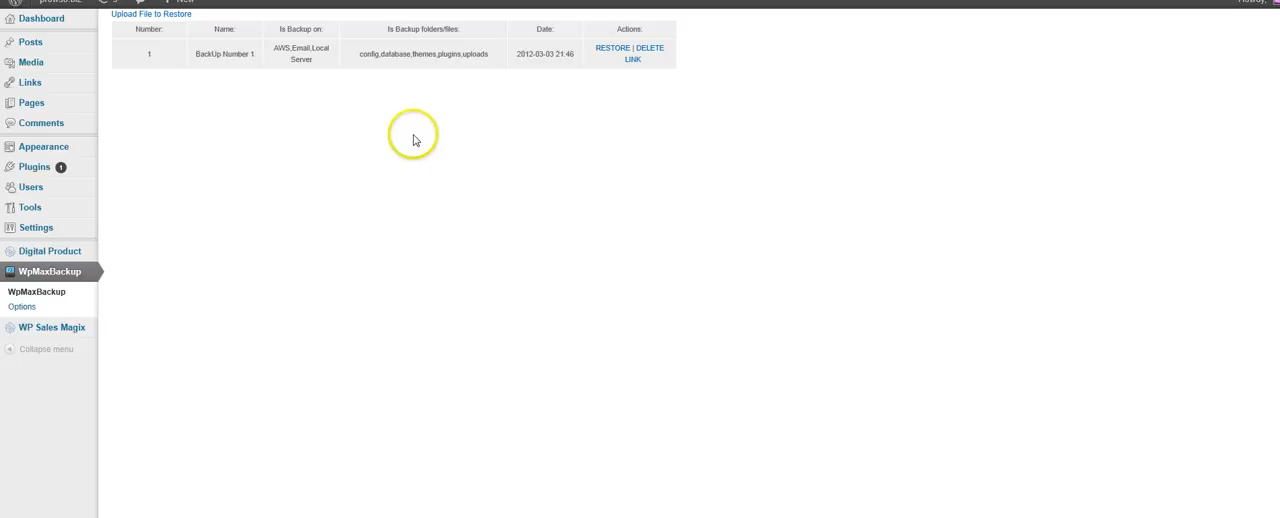 New
Dashboard
Posts
Media
Links
Pages
Comments
Appearance
Plugins 1
Users
Tools
Settings
Digital Product
WpMaxBackup
WpMaxBackup
Options
WP Sales Magix
Collapse menu
Upload File to Restore
Number: Name: Is Backup on: Is Backup folders/files: Date: Actions:
1 BackUp Number 1 AWS,Email,Local Server config,database,themes,plugins,uploads 2012-03-03 21:46 RESTORE | DELETE LINK